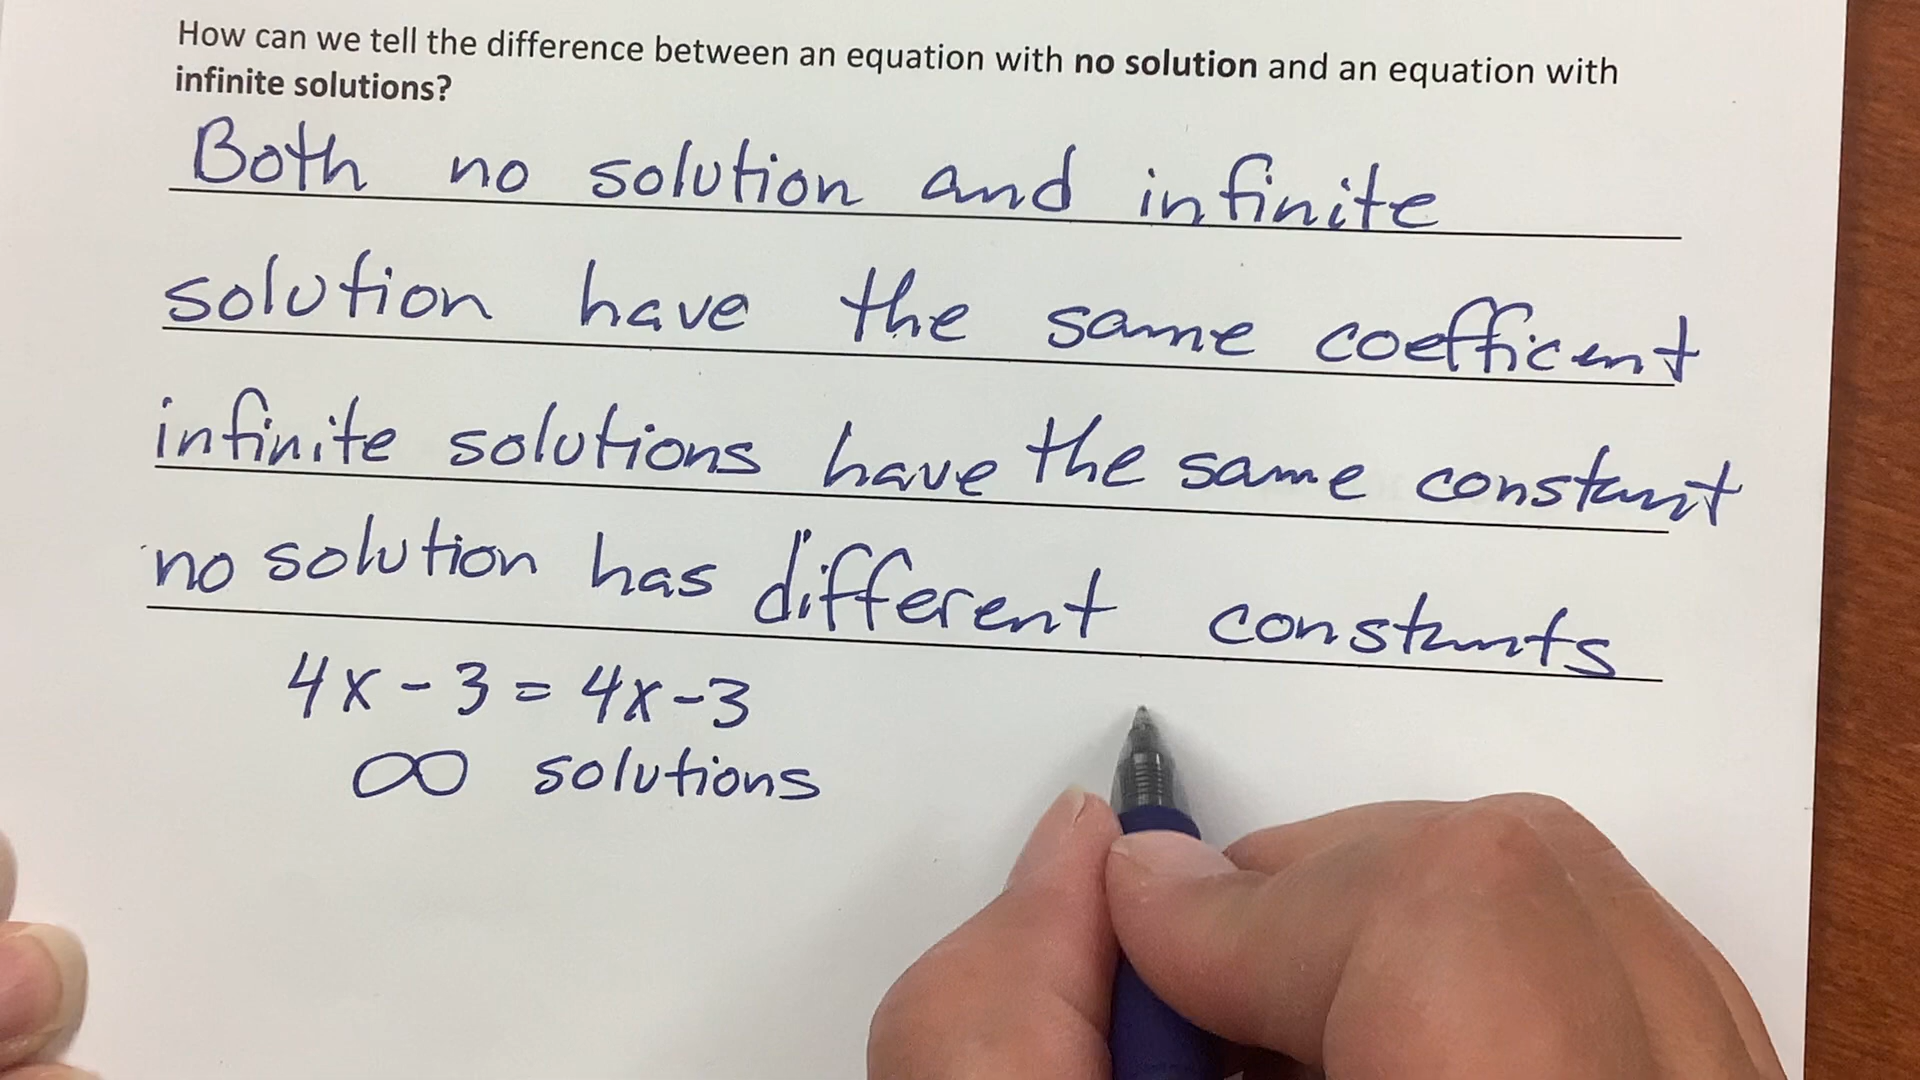 How can we tell the difference between an equation with no solution and an equation with
infinite solutions?
Both no solution and infinite
solution have the same coefficent
infinite solutions have the same constant
no solution has different constants
4x - 3 = 4x - 3
∞ solutions